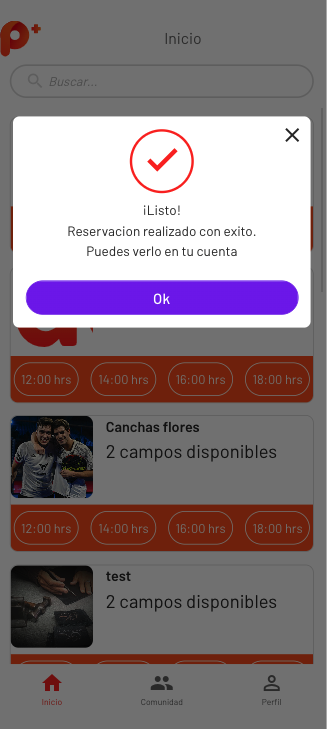 p+
Inicio
Buscar...
¡Listo!
Reservacion realizado con exito.
Puedes verlo en tu cuenta
Ok
12:00 hrs 14:00 hrs 16:00 hrs 18:00 hrs
Canchas flores
2 campos disponibles
12:00 hrs 14:00 hrs 16:00 hrs 18:00 hrs
test
2 campos disponibles
Inicio Comunidad Perfil